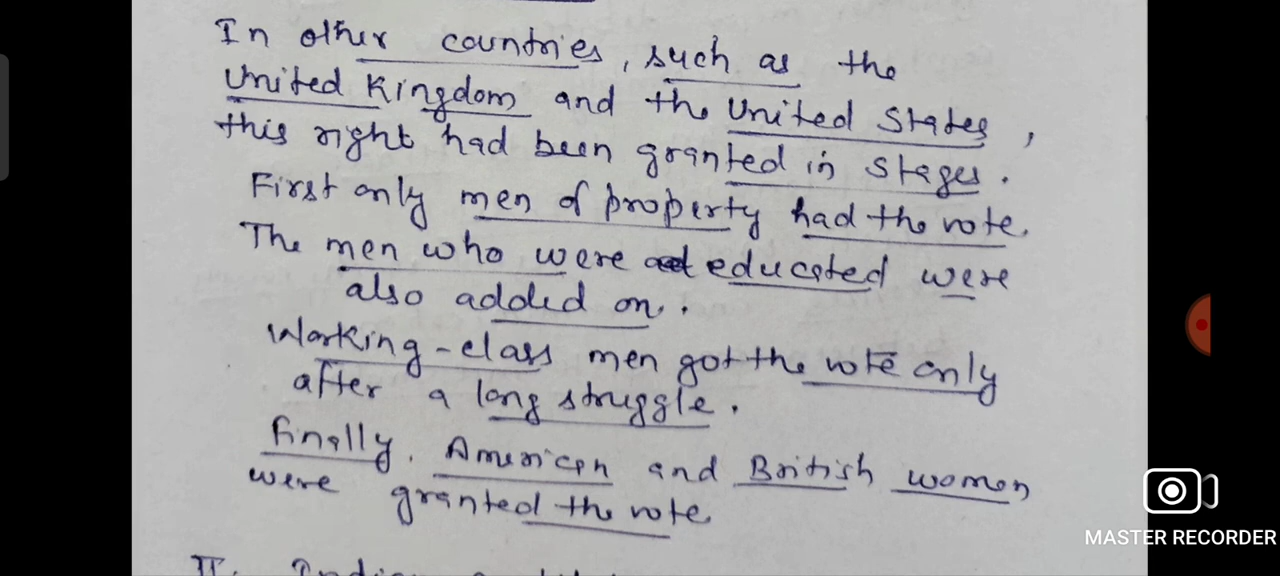 In other countries, such as the
United Kingdom and the United States,
this right had been granted in stages.
First only men of property had the vote.
The men who were educated were
also added on.
Working-class men got the vote only
after a long struggle.
Finally, American and British women
were granted the vote
II.
MASTER RECORDER